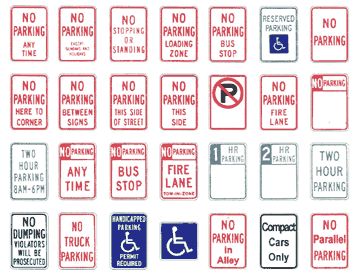 NO
PARKING
ANY
TIME
NO
PARKING
EXCEPT
SUNDAYS AND
HOLIDAYS
NO
STOPPING
OR
STANDING
NO
PARKING
LOADING
ZONE
NO
PARKING
BUS
STOP
RESERVED
PARKING
NO
PARKING
NO
PARKING
HERE TO
CORNER
NO
PARKING
BETWEEN
SIGNS
NO
PARKING
THIS SIDE
OF STREET
NO
PARKING
THIS
SIDE
P
NO
PARKING
FIRE
LANE
NO PARKING
TWO
HOUR
PARKING
8AM-6PM
NO PARKING
ANY
TIME
NO PARKING
BUS
STOP
NO PARKING
FIRE
LANE
TOW-IN-ZONE
1 HR
PARKING
2 HR
PARKING
TWO
HOUR
PARKING
NO
DUMPING
VIOLATORS
WILL BE
PROSECUTED
NO
TRUCK
PARKING
HANDICAPPED
PARKING
PERMIT
REQUIRED
NO
PARKING
in
Alley
Compact
Cars
Only
NO
Parallel
PARKING